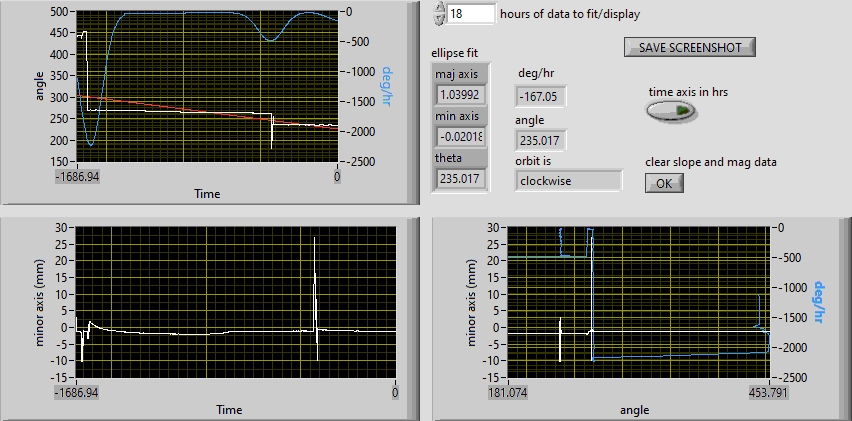 500
450
400
350
300
250
200
150
angle
0
-500
-1000
-1500
-2000
-2500
deg/hr
-1686.94
0
Time
18 hours of data to fit/display
SAVE SCREENSHOT
ellipse fit
maj axis
1.03992
min axis
-0.02018
theta
235.017
deg/hr
-167.05
angle
235.017
orbit is
clockwise
time axis in hrs
clear slope and mag data
OK
30
25
20
15
10
5
0
-5
-10
-15
minor axis (mm)
-1686.94
0
Time
30
25
20
15
10
5
0
-5
-10
-15
minor axis (mm)
0
-500
-1000
-1500
-2000
-2500
deg/hr
181.074
453.791
angle